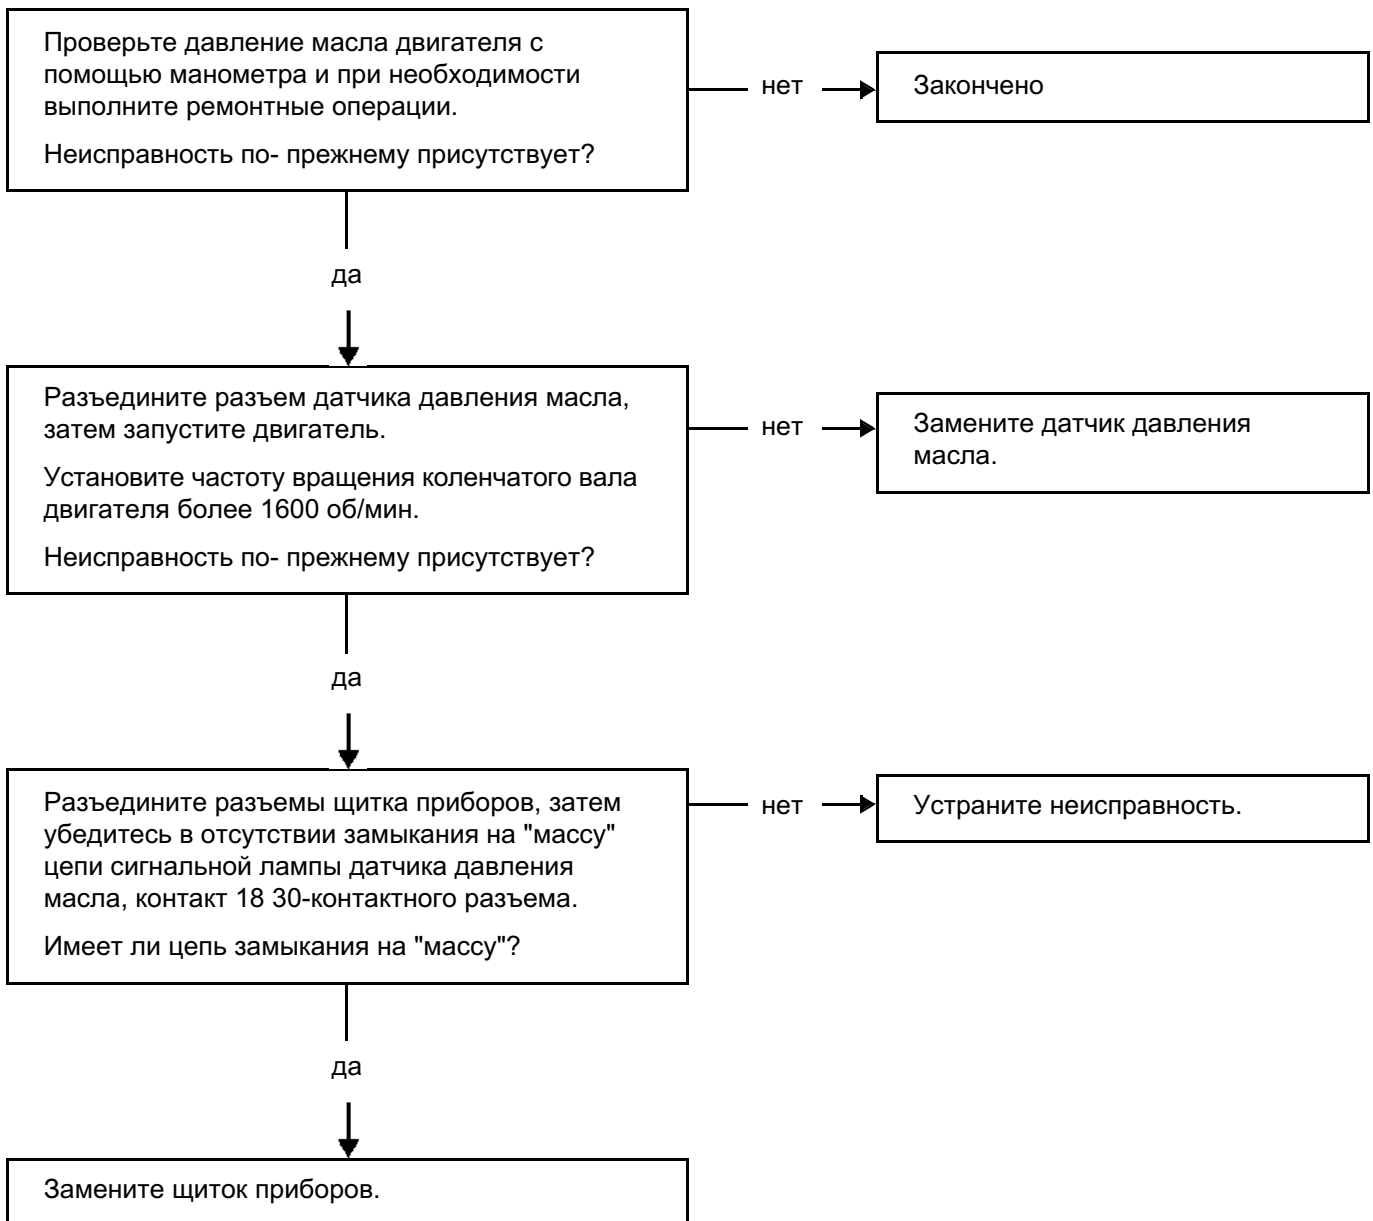 Проверьте давление масла двигателя с
помощью манометра и при необходимости
выполните ремонтные операции.
Неисправность по- прежнему присутствует?
нет
Закончено
да
Разъедините разъем датчика давления масла,
затем запустите двигатель.
Установите частоту вращения коленчатого вала
двигателя более 1600 об/мин.
Неисправность по- прежнему присутствует?
нет
Замените датчик давления
масла.
да
Разъедините разъемы щитка приборов, затем
убедитесь в отсутствии замыкания на "массу"
цепи сигнальной лампы датчика давления
масла, контакт 18 30-контактного разъема.
Имеет ли цепь замыкания на "массу"?
нет
Устраните неисправность.
да
Замените щиток приборов.